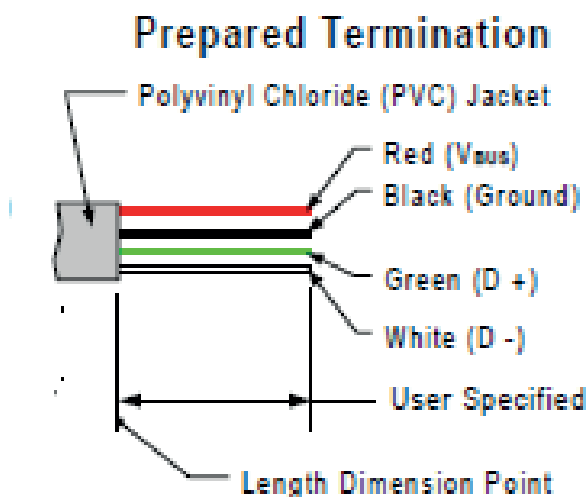 Prepared Termination
Polyvinyl Chloride (PVC) Jacket
Red (VBUS)
Black (Ground)
Green (D +)
White (D -)
User Specified
Length Dimension Point